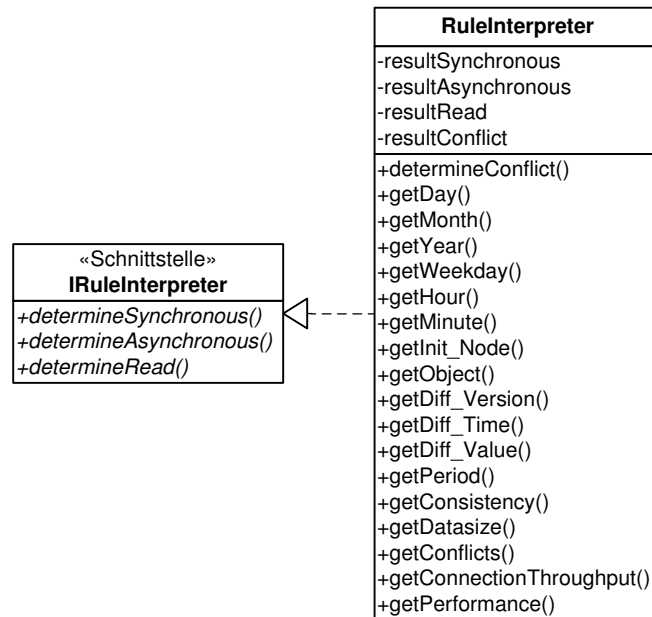 RuleInterpreter
-resultSynchronous
-resultAsynchronous
-resultRead
-resultConflict
+determineConflict()
+getDay()
+getMonth()
+getYear()
+getWeekday()
+getHour()
+getMinute()
+getInit_Node()
+getObject()
+getDiff_Version()
+getDiff_Time()
+getDiff_Value()
+getPeriod()
+getConsistency()
+getDatasize()
+getConflicts()
+getConnectionThroughput()
+getPerformance()
«Schnittstelle»
IRuleInterpreter
+determineSynchronous()
+determineAsynchronous()
+determineRead()